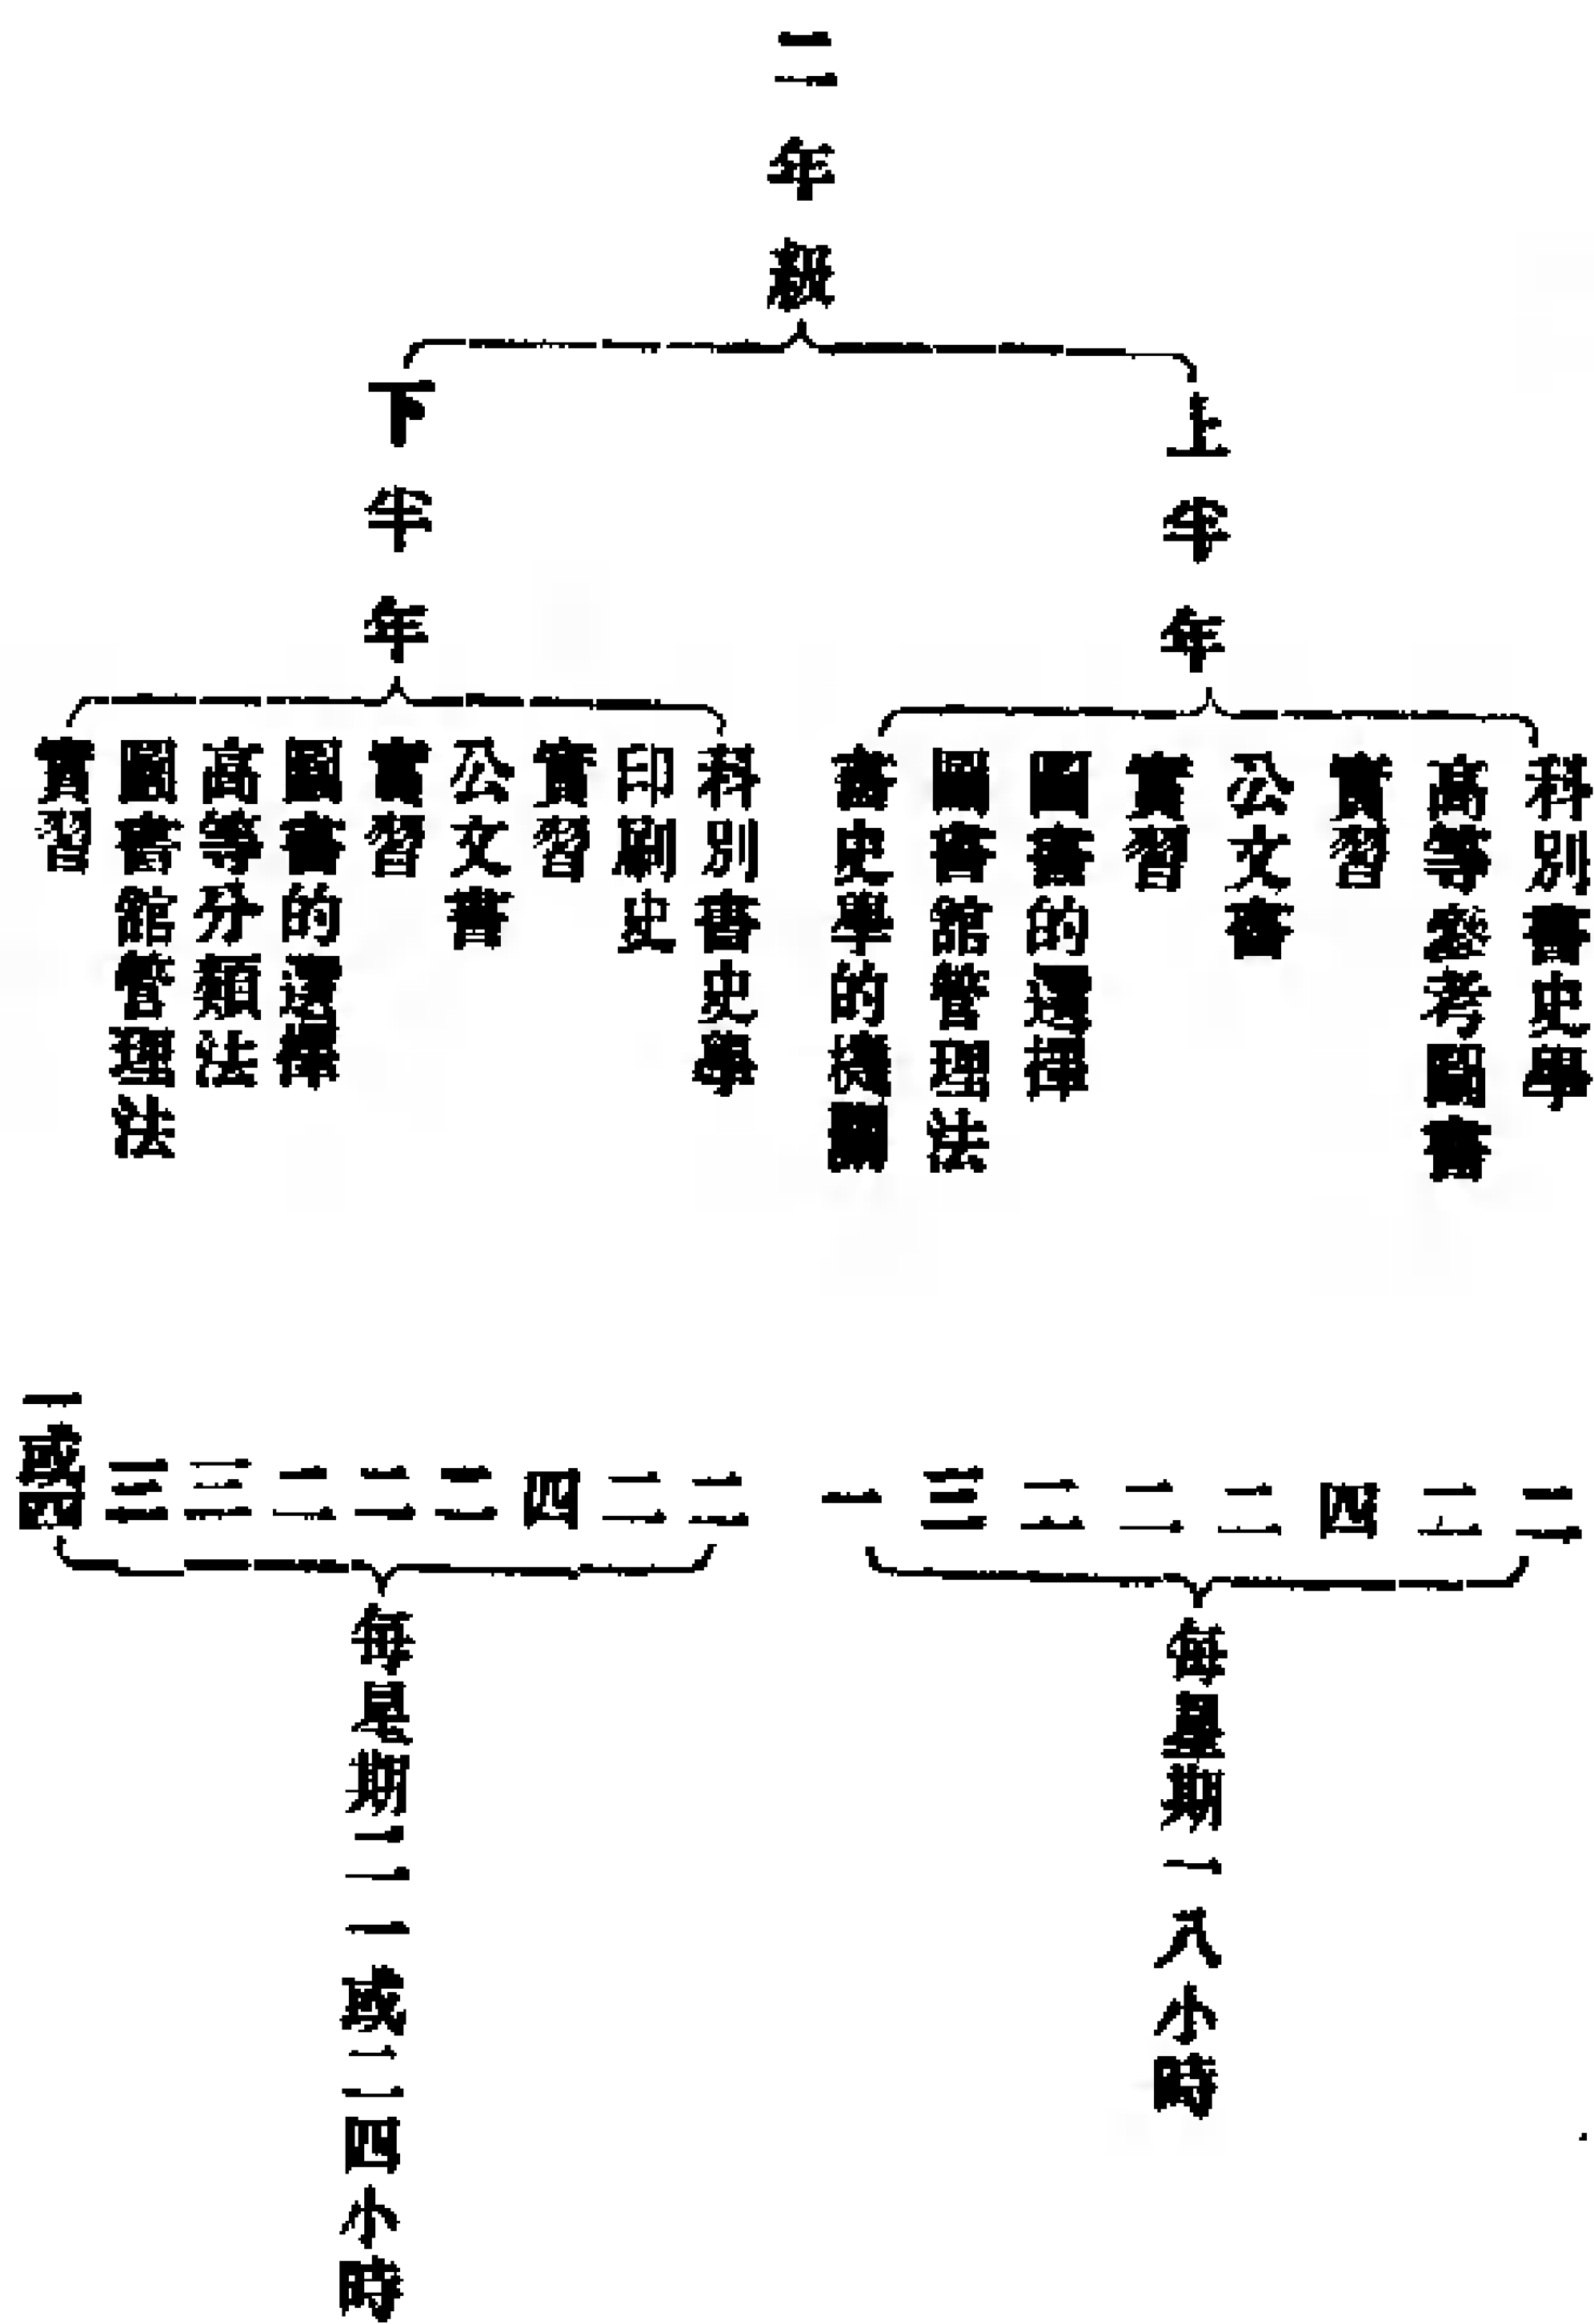 二年級
上半年
科別書史學
高等參考圖書
實習
公文書
實習
圖書的選擇
圖書館管理法
書史學的機關
二
二
四
二
二
二
三
一
每星期一八小時
下半年
科別書史學
印刷史
實習
公文書
實習
圖書的選擇
高等分類法
圖書館管理法
實習
二
二
四
二
二
二
三
三
一或四
每星期二一或二四小時